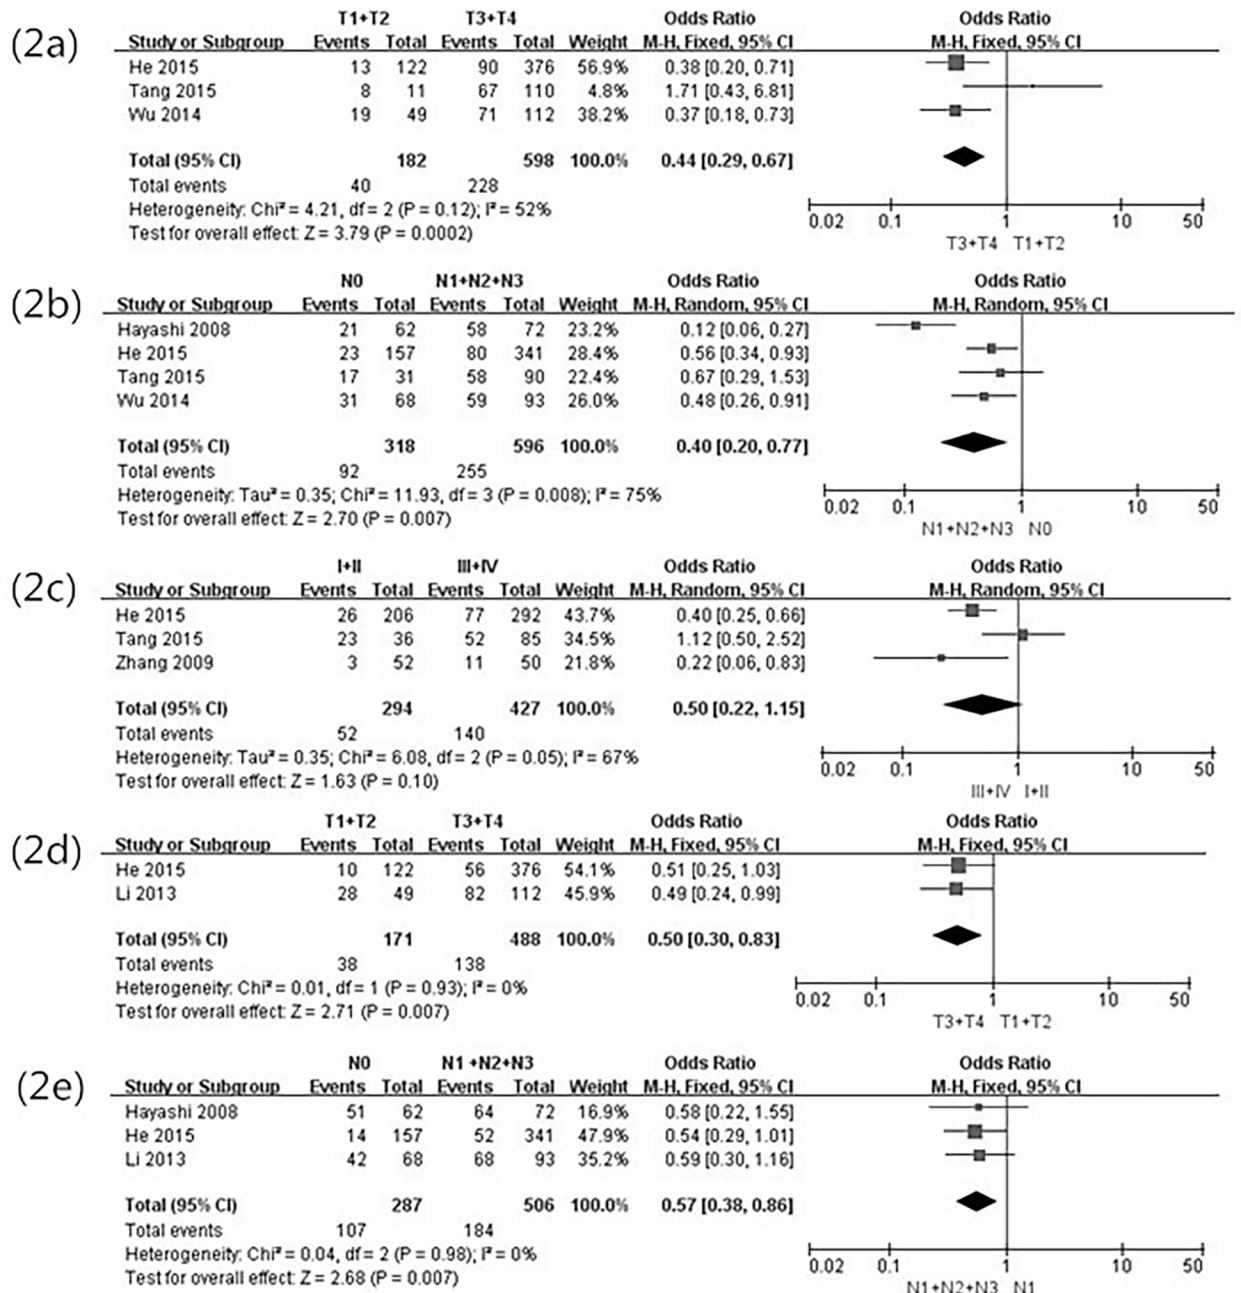 (2a)
T1+T2 T3+T4 Odds Ratio Odds Ratio
Study or Subgroup Events Total Events Total Weight M-H, Fixed, 95% CI M-H, Fixed, 95% CI
He 2015 13 122 90 376 56.9% 0.38 [0.20, 0.71]
Tang 2015 8 11 67 110 4.8% 1.71 [0.43, 6.81]
Wu 2014 19 49 71 112 38.2% 0.37 [0.18, 0.73]
Total (95% CI) 182 598 100.0% 0.44 [0.29, 0.67]
Total events 40 228
Heterogeneity: Chi² = 4.21, df = 2 (P = 0.12); I² = 52%
Test for overall effect: Z = 3.79 (P = 0.0002)
0.02 0.1 1 10 50
T3+T4 T1+T2
(2b)
N0 N1+N2+N3 Odds Ratio Odds Ratio
Study or Subgroup Events Total Events Total Weight M-H, Random, 95% CI M-H, Random, 95% CI
Hayashi 2008 21 62 58 72 23.2% 0.12 [0.06, 0.27]
He 2015 23 157 80 341 28.4% 0.56 [0.34, 0.93]
Tang 2015 17 31 58 90 22.4% 0.67 [0.29, 1.53]
Wu 2014 31 68 59 93 26.0% 0.48 [0.26, 0.91]
Total (95% CI) 318 596 100.0% 0.40 [0.20, 0.77]
Total events 92 255
Heterogeneity: Tau² = 0.35; Chi² = 11.93, df = 3 (P = 0.008); I² = 75%
Test for overall effect: Z = 2.70 (P = 0.007)
0.02 0.1 1 10 50
N1+N2+N3 N0
(2c)
I+II III+IV Odds Ratio Odds Ratio
Study or Subgroup Events Total Events Total Weight M-H, Random, 95% CI M-H, Random, 95% CI
He 2015 26 206 77 292 43.7% 0.40 [0.25, 0.66]
Tang 2015 23 36 52 85 34.5% 1.12 [0.50, 2.52]
Zhang 2009 3 52 11 50 21.8% 0.22 [0.06, 0.83]
Total (95% CI) 294 427 100.0% 0.50 [0.22, 1.15]
Total events 52 140
Heterogeneity: Tau² = 0.35; Chi² = 6.08, df = 2 (P = 0.05); I² = 67%
Test for overall effect: Z = 1.63 (P = 0.10)
0.02 0.1 1 10 50
III+IV I+II
(2d)
T1+T2 T3+T4 Odds Ratio Odds Ratio
Study or Subgroup Events Total Events Total Weight M-H, Fixed, 95% CI M-H, Fixed, 95% CI
He 2015 10 122 56 376 54.1% 0.51 [0.25, 1.03]
Li 2013 28 49 82 112 45.9% 0.49 [0.24, 0.99]
Total (95% CI) 171 488 100.0% 0.50 [0.30, 0.83]
Total events 38 138
Heterogeneity: Chi² = 0.01, df = 1 (P = 0.93); I² = 0%
Test for overall effect: Z = 2.71 (P = 0.007)
0.02 0.1 1 10 50
T3+T4 T1+T2
(2e)
N0 N1 +N2+N3 Odds Ratio Odds Ratio
Study or Subgroup Events Total Events Total Weight M-H, Fixed, 95% CI M-H, Fixed, 95% CI
Hayashi 2008 51 62 64 72 16.9% 0.58 [0.22, 1.55]
He 2015 14 157 52 341 47.9% 0.54 [0.29, 1.01]
Li 2013 42 68 68 93 35.2% 0.59 [0.30, 1.16]
Total (95% CI) 287 506 100.0% 0.57 [0.38, 0.86]
Total events 107 184
Heterogeneity: Chi² = 0.04, df = 2 (P = 0.98); I² = 0%
Test for overall effect: Z = 2.68 (P = 0.007)
0.02 0.1 1 10 50
N1+N2+N3 N1